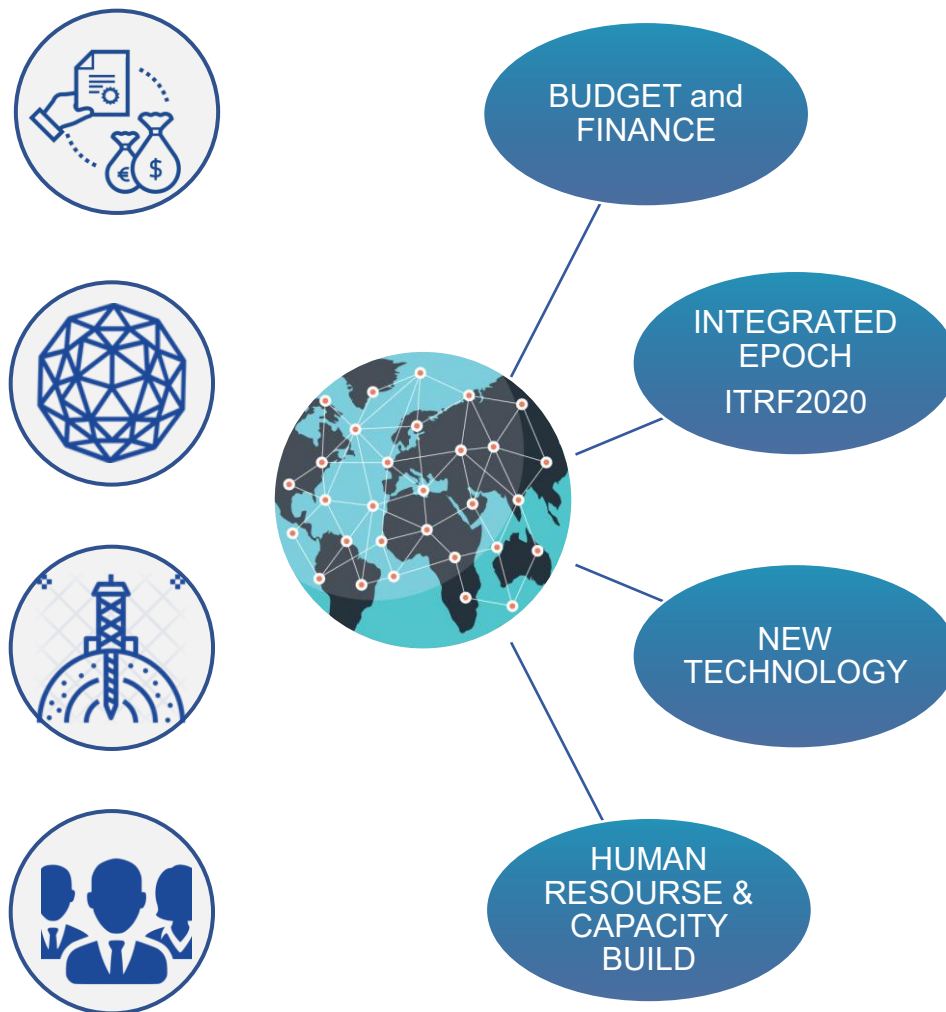 €
$
BUDGET and
FINANCE
INTEGRATED
EPOCH
ITRF2020
NEW
TECHNOLOGY
HUMAN
RESOURSE &
CAPACITY
BUILD